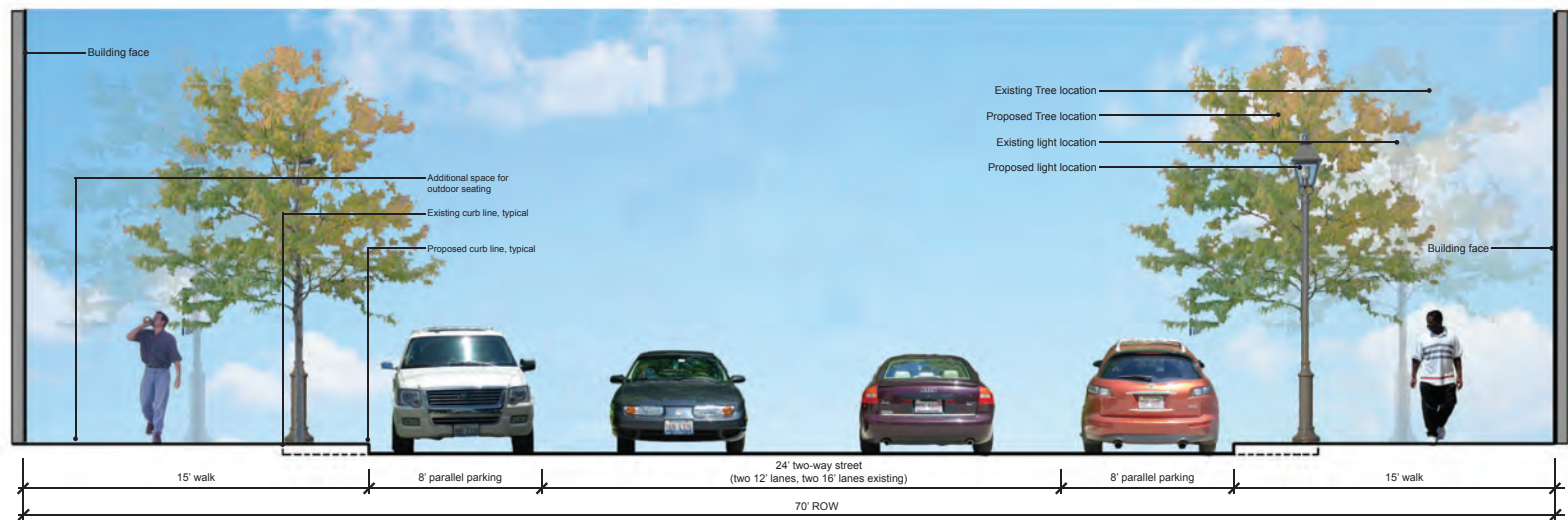 Building face
Existing Tree location
Proposed Tree location
Existing light location
Proposed light location
Additional space for
outdoor seating
Existing curb line, typical
Proposed curb line, typical
Building face
15' walk
8' parallel parking
24' two-way street
(two 12' lanes, two 16' lanes existing)
8' parallel parking
15' walk
70' ROW